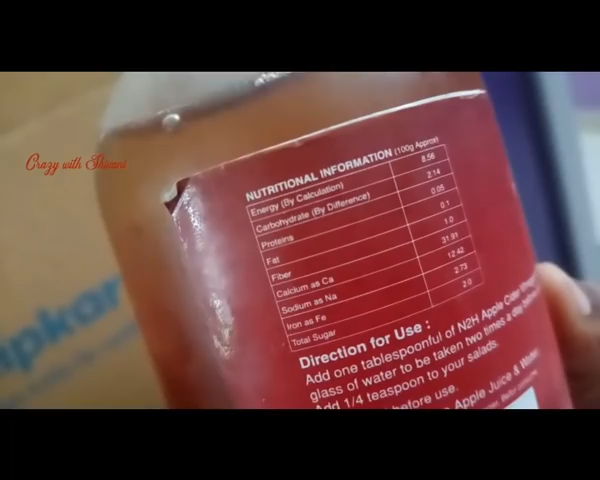 Crazy with Shivani
NUTRITIONAL INFORMATION (100g Approx)
Energy (By Calculation) 8.56
Carbohydrate (By Difference) 2.14
Proteins 0.05
Fat 0.1
Fiber 1.0
Calcium as Ca 31.91
Sodium as Na 12.42
Iron as Fe 2.73
Total Sugar 2.0
Direction for Use :
Add one tablespoonful of N2H Apple Cider
glass of water to be taken two times a day
Add 1/4 teaspoon to your salads.
before use.
Apple Juice & Water